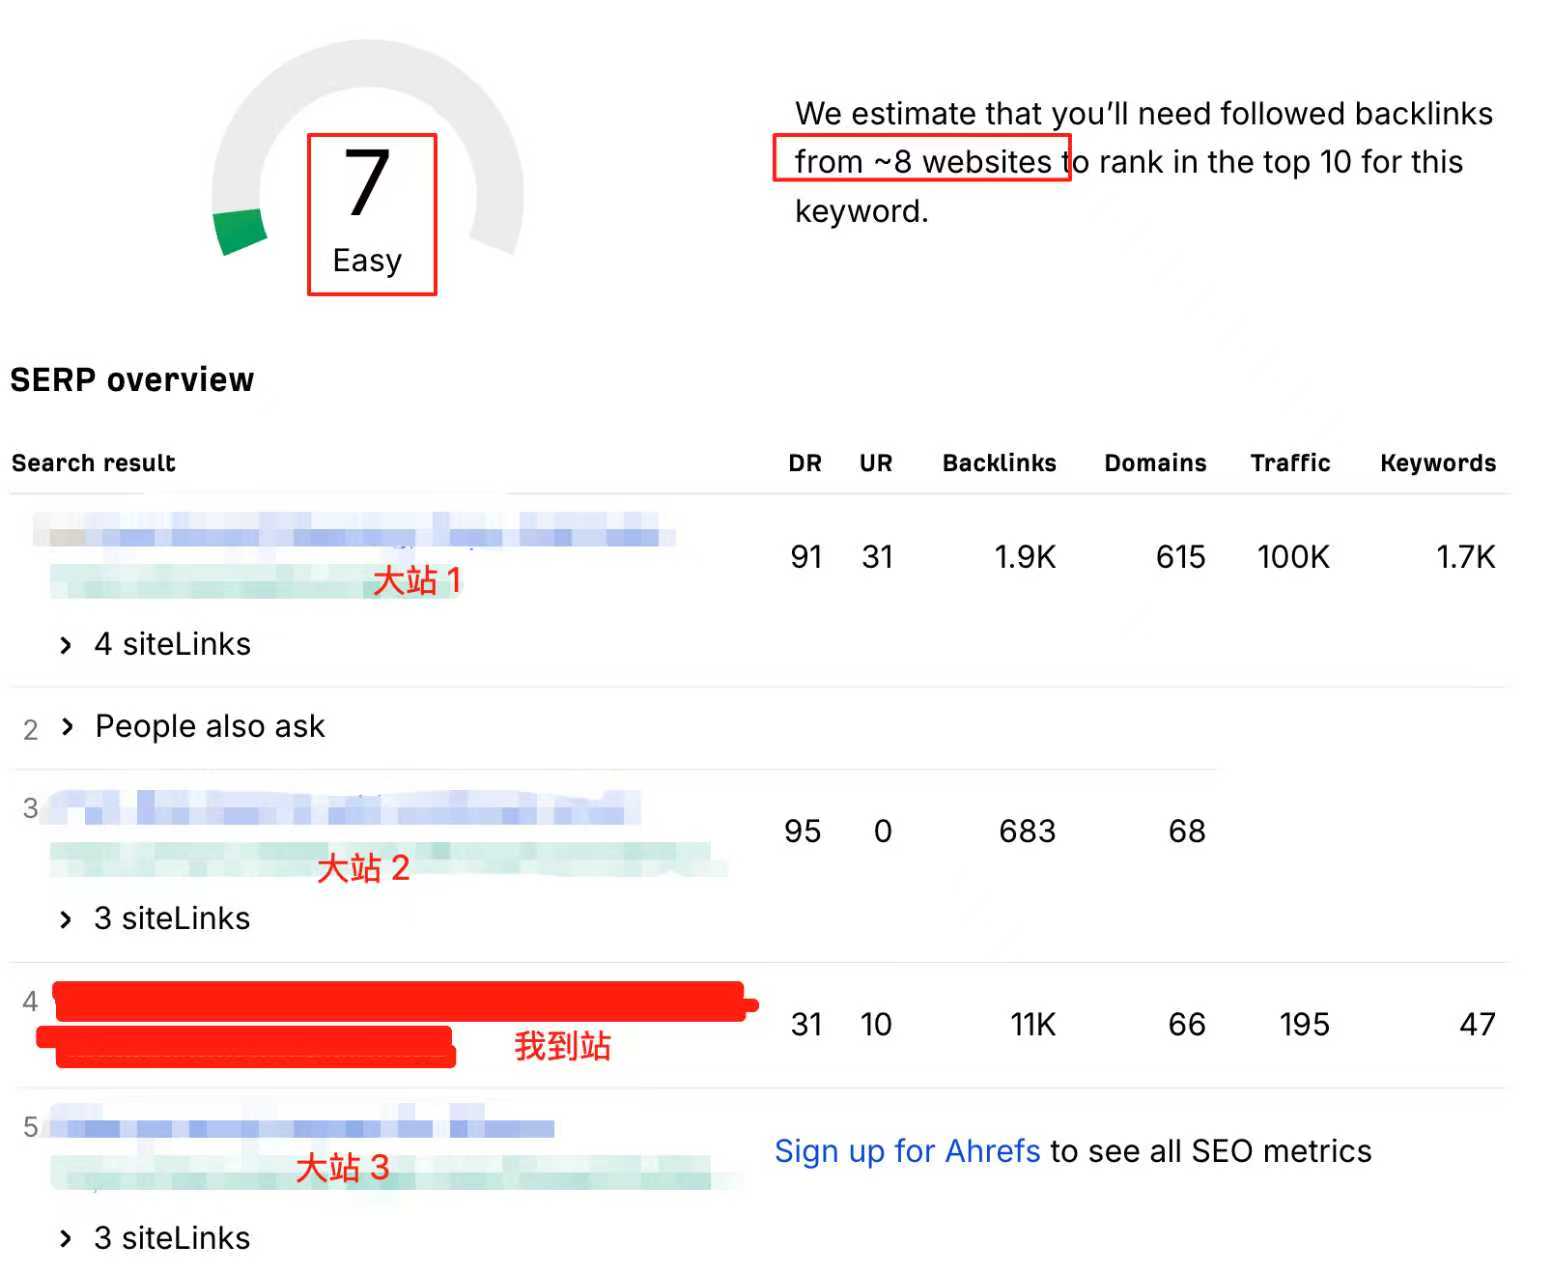 7
Easy
We estimate that you’ll need followed backlinks
from ~8 websites to rank in the top 10 for this
keyword.
SERP overview
Search result DR UR Backlinks Domains Traffic Keywords
91 31 1.9K 615 100K 1.7K
大站 1
4 siteLinks
2 People also ask
3 95 0 683 68
大站 2
3 siteLinks
4 31 10 11K 66 195 47
我到站
5
Sign up for Ahrefs to see all SEO metrics
大站 3
3 siteLinks